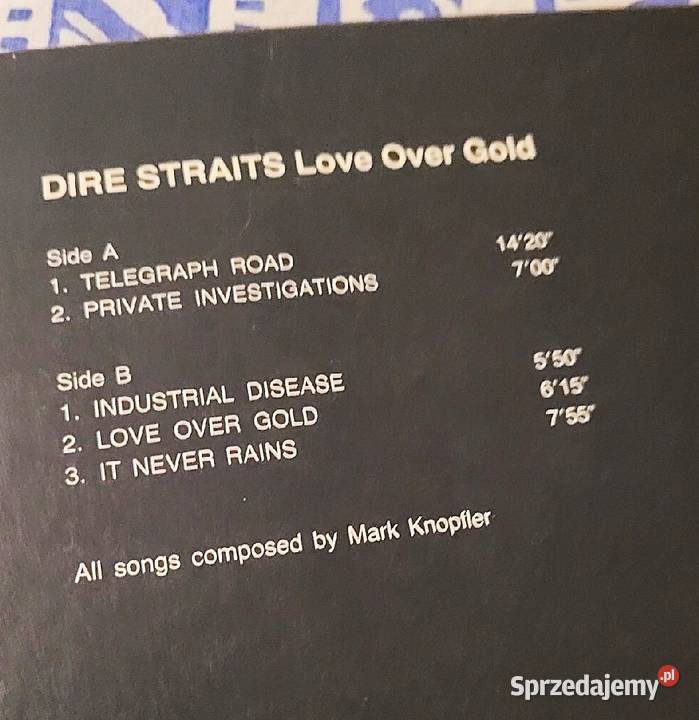 DIRE STRAITS Love Over Gold
Side A
1. TELEGRAPH ROAD 14'20"
2. PRIVATE INVESTIGATIONS 7'00"
Side B
1. INDUSTRIAL DISEASE 5'50"
2. LOVE OVER GOLD 6'15"
3. IT NEVER RAINS 7'55"
All songs composed by Mark Knopfler
Sprzedajemy.pl